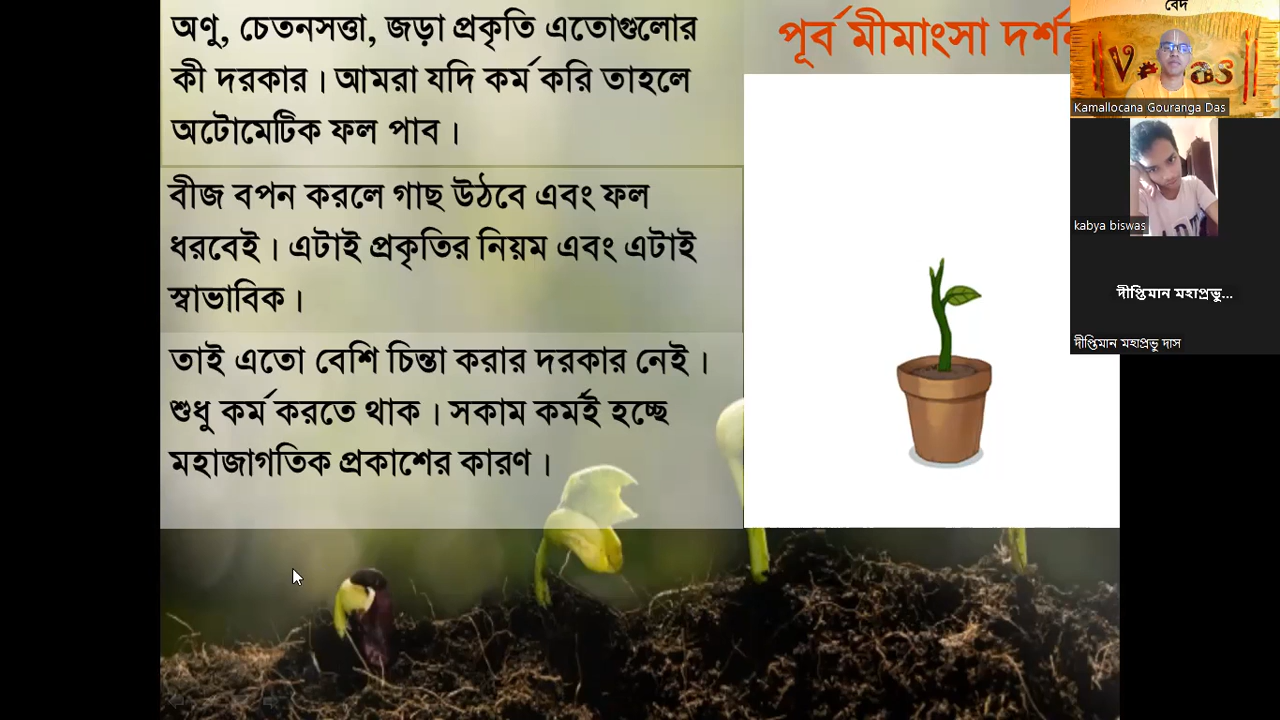 অণু, চেতনসত্তা, জড়া প্রকৃতি এতোগুলোর
কী দরকার। আমরা যদি কর্ম করি তাহলে
অটোমেটিক ফল পাব।
বীজ বপন করলে গাছ উঠবে এবং ফল
ধরবেই। এটাই প্রকৃতির নিয়ম এবং এটাই
স্বাভাবিক।
তাই এতো বেশি চিন্তা করার দরকার নেই।
শুধু কর্ম করতে থাক। সকাম কর্মই হচ্ছে
মহাজাগতিক প্রকাশের কারণ।
পূর্ব মীমাংসা
বেদ
Vedas
Kamallocana Gouranga Das
kabya biswas
দীপ্তিমান মহাপ্রভু...
দীপ্তিমান মহাপ্রভু দাস